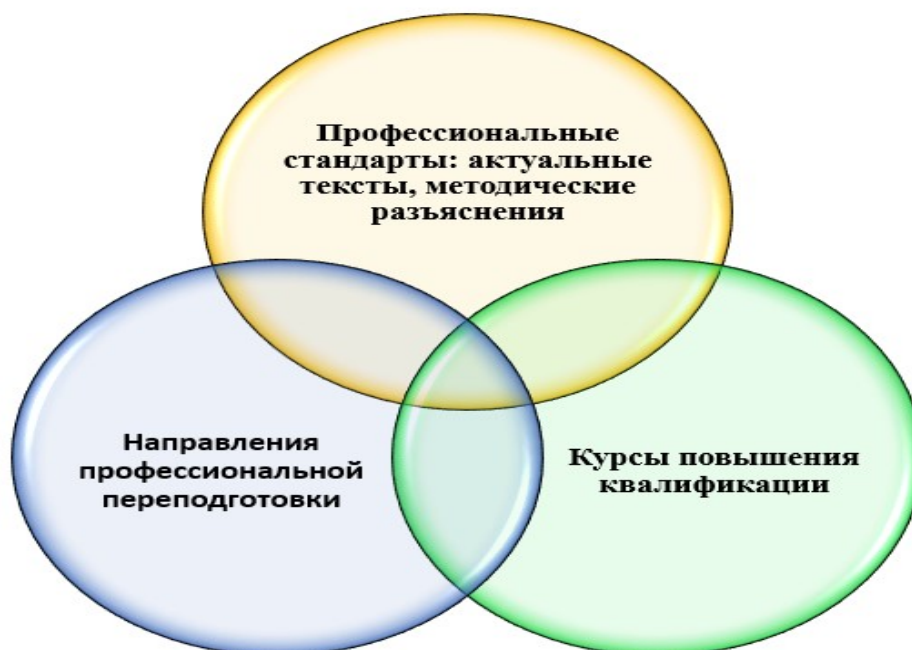 Профессиональные
стандарты: актуальные
тексты, методические
разъяснения
Направления
профессиональной
переподготовки
Курсы повышения
квалификации